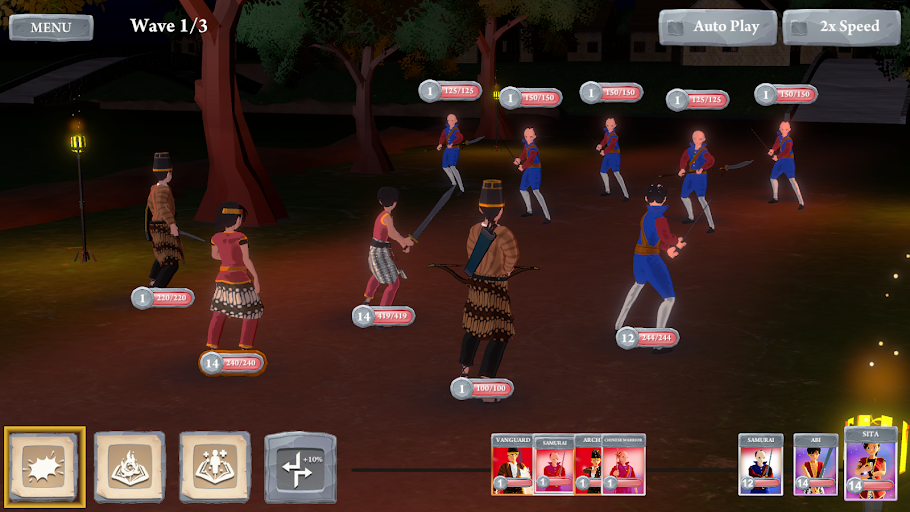 MENU
Wave 1/3
Auto Play
2x Speed
1 125/125
1 150/150
1 150/150
1 125/125
1 150/150
1 220/220
14 419/419
12 244/244
14 240/240
1 100/100
+10%
VANGUARD
SAMURAI
ARCH
CHINESE WARRIOR
SAMURAI
ABI
SITA
1
1
1
1
12
14
14